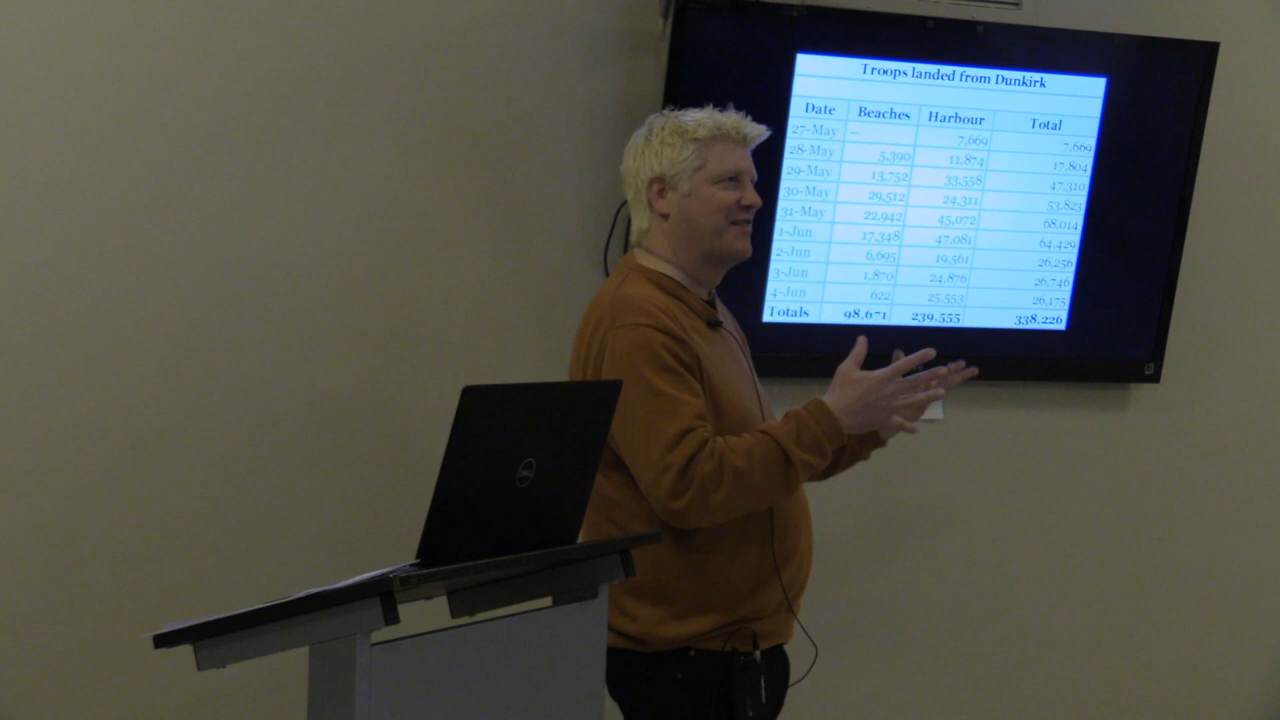 Troops landed from Dunkirk
Date Beaches Harbour Total
27-May — 7,669 7,669
28-May 5,390 11,874 17,804
29-May 13,752 33,558 47,310
30-May 29,512 24,311 53,823
31-May 22,942 45,072 68,014
1-Jun 17,348 47,081 64,429
2-Jun 6,695 19,561 26,256
3-Jun 1,870 24,876 26,746
4-Jun 622 25,553 26,175
Totals 98,671 239,555 338,226
DELL